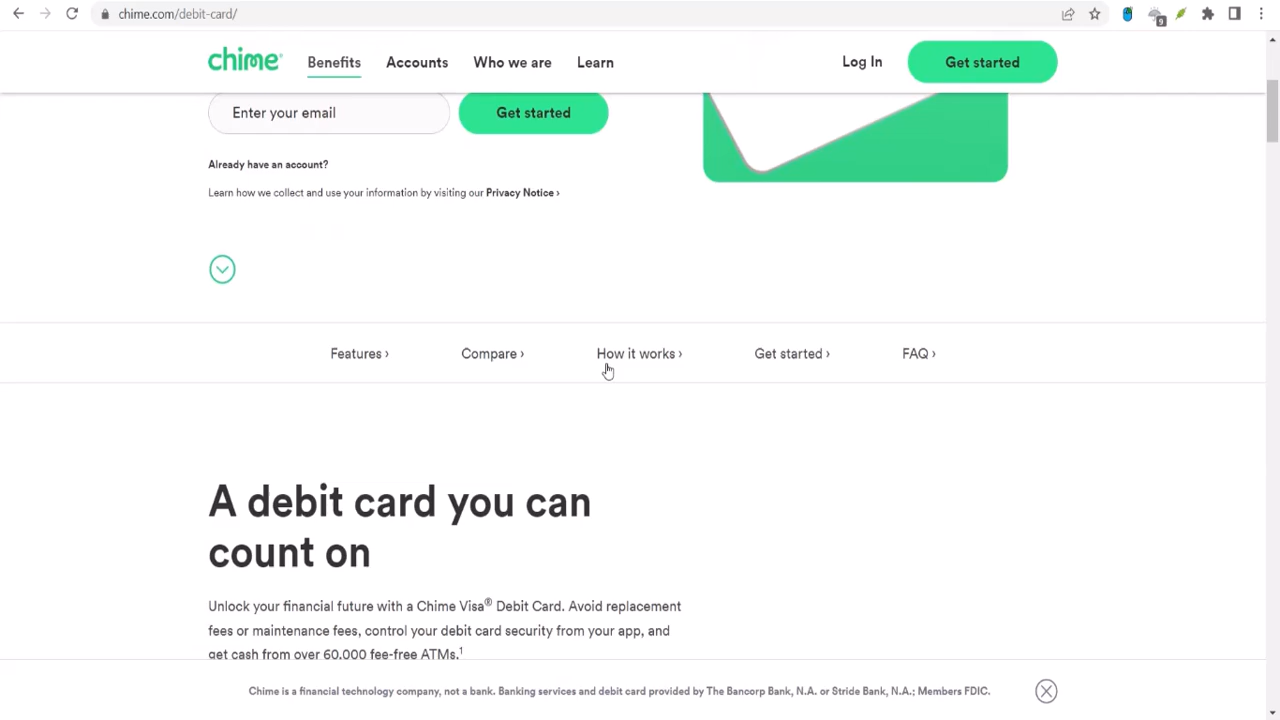 chime.com/debit-card/
9
chime®
Benefits
Accounts
Who we are
Learn
Log In
Get started
Enter your email
Get started
Already have an account?
Learn how we collect and use your information by visiting our Privacy Notice ›
Features ›
Compare ›
How it works ›
Get started ›
FAQ ›
A debit card you can
count on
Unlock your financial future with a Chime Visa® Debit Card. Avoid replacement
fees or maintenance fees, control your debit card security from your app, and
get cash from over 60,000 fee-free ATMs.¹
Chime is a financial technology company, not a bank. Banking services and debit card provided by The Bancorp Bank, N.A. or Stride Bank, N.A.; Members FDIC.